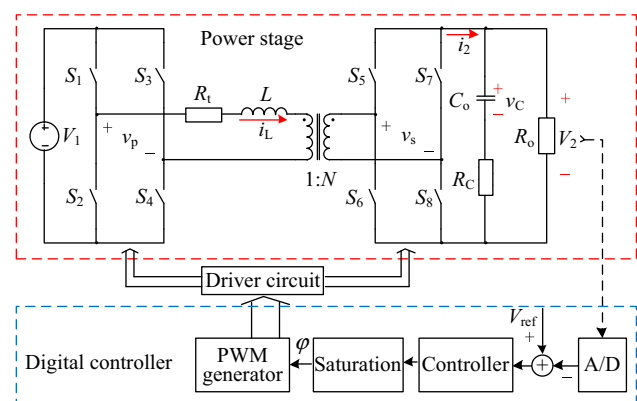 Power stage
S1
S3
Rt
L
iL
V1
+
vp
−
S2
S4
1:N
S5
S7
i2
+
vs
−
S6
S8
Co
+
vC
−
RC
Ro
+
V2
−
Driver circuit
Digital controller
PWM generator
φ
Saturation
Controller
Vref
+
+
−
A/D